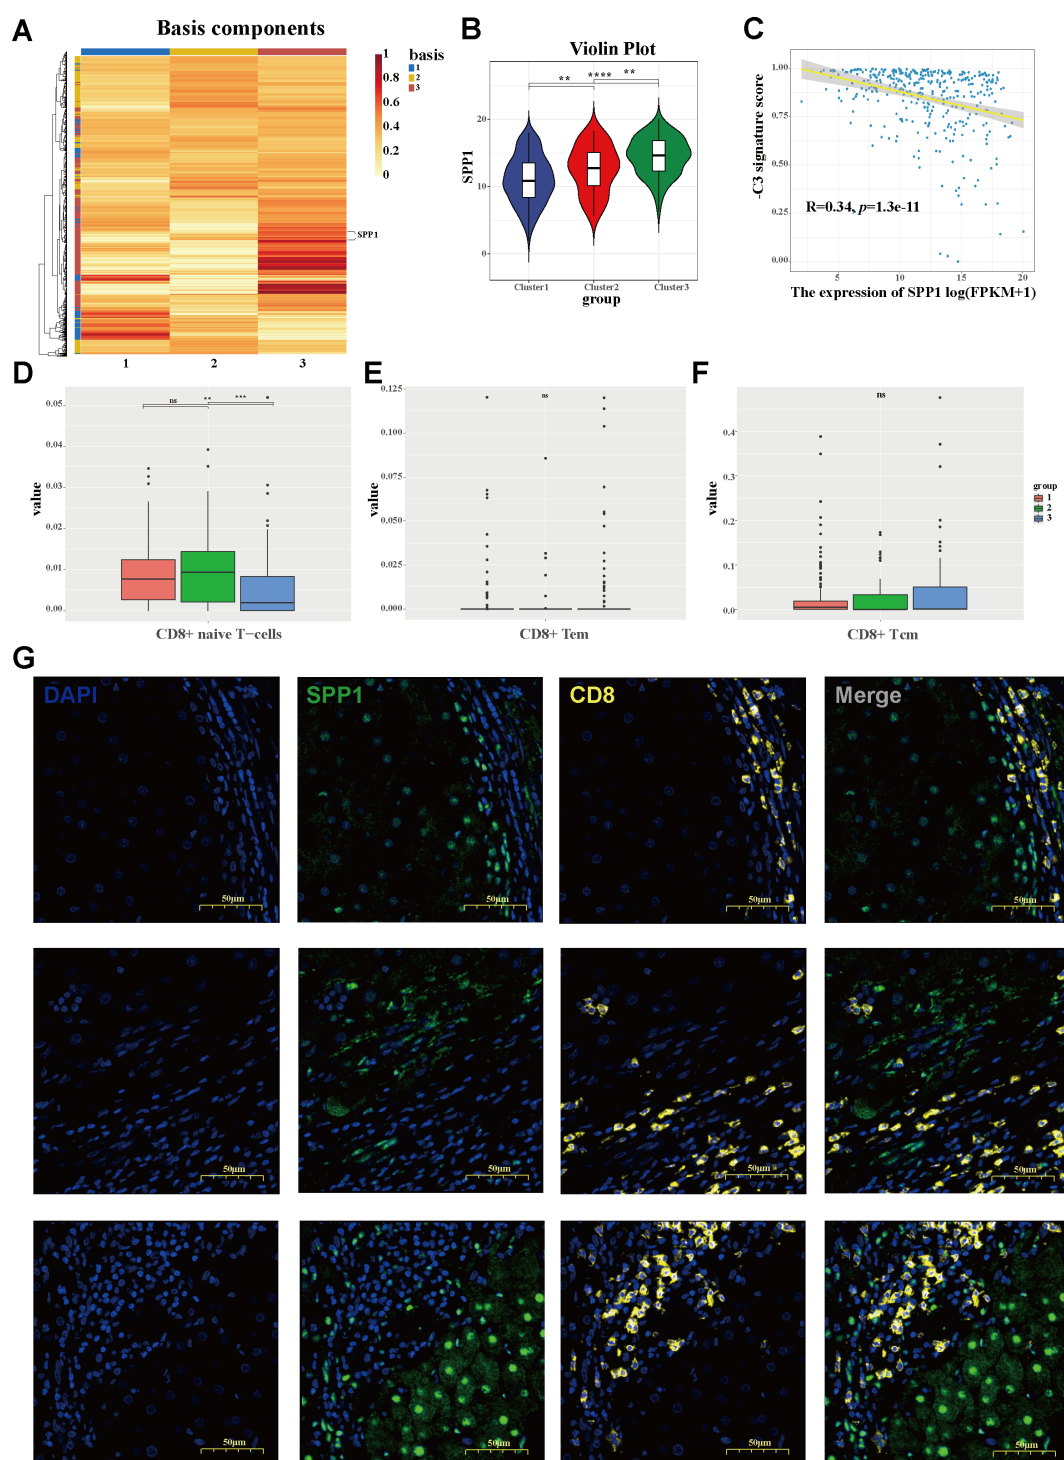 A
Basis components
1
0.8
0.6
0.4
0.2
0
basis
1
2
3
SPP1
1 2 3
B
Violin Plot
** **** **
SPP1
20
10
0
Cluster1 Cluster2 Cluster3
group
C
-C3 signature score
1.00
0.75
0.50
0.25
0.00
R=0.34, p=1.3e-11
5 10 15 20
The expression of SPP1 log(FPKM+1)
D
ns ** ***
value
0.05
0.04
0.03
0.02
0.01
0.00
CD8+ naive T-cells
E
ns
value
0.125
0.100
0.075
0.050
0.025
0.000
CD8+ Tem
F
ns
value
0.4
0.3
0.2
0.1
0.0
CD8+ Tcm
group
1
2
3
G
DAPI SPP1 CD8 Merge
50μm 50μm 50μm 50μm
50μm 50μm 50μm 50μm
50μm 50μm 50μm 50μm